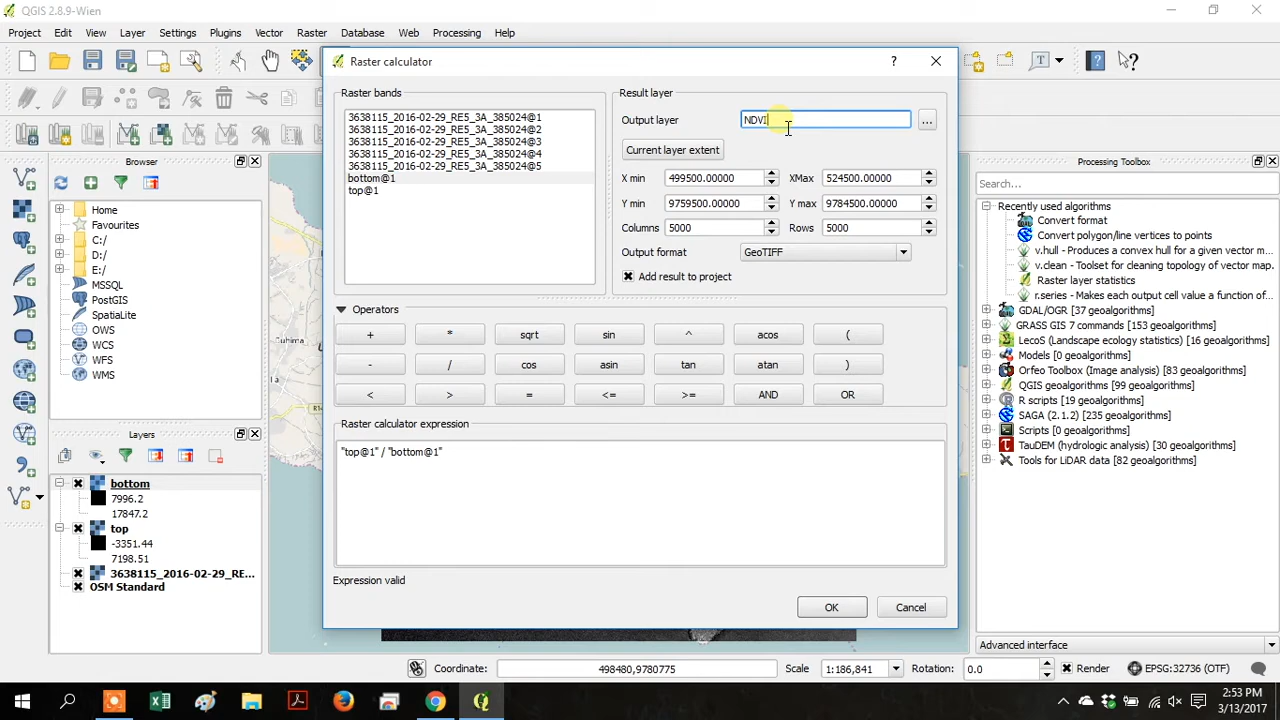 QGIS 2.8.9-Wien
Project Edit View Layer Settings Plugins Vector Raster Database Web Processing Help
Raster calculator
Raster bands
3638115_2016-02-29_RE5_3A_385024@1
3638115_2016-02-29_RE5_3A_385024@2
3638115_2016-02-29_RE5_3A_385024@3
3638115_2016-02-29_RE5_3A_385024@4
3638115_2016-02-29_RE5_3A_385024@5
bottom@1
top@1
Result layer
Output layer NDVI ...
Current layer extent
X min 499500.00000 XMax 524500.00000
Y min 9759500.00000 Y max 9784500.00000
Columns 5000 Rows 5000
Output format GeoTIFF
Add result to project
Operators
+ * sqrt sin ^ acos (
- / cos asin tan atan )
< > = <= >= AND OR
Raster calculator expression
"top@1" / "bottom@1"
Expression valid
OK Cancel
Browser
Home
Favourites
C:/
D:/
E:/
MSSQL
PostGIS
SpatiaLite
OWS
WCS
WFS
WMS
Layers
bottom
7996.2
17847.2
top
-3351.44
7198.51
3638115_2016-02-29_RE...
OSM Standard
Cuhima
Processing Toolbox
Search...
Recently used algorithms
Convert format
Convert polygon/line vertices to points
v.hull - Produces a convex hull for a given vector m...
v.clean - Toolset for cleaning topology of vector map.
Raster layer statistics
r.series - Makes each output cell value a function of...
GDAL/OGR [37 geoalgorithms]
GRASS GIS 7 commands [153 geoalgorithms]
LecoS (Landscape ecology statistics) [16 geoalgorithms]
Models [0 geoalgorithms]
Orfeo Toolbox (Image analysis) [83 geoalgorithms]
QGIS geoalgorithms [99 geoalgorithms]
R scripts [19 geoalgorithms]
SAGA (2.1.2) [235 geoalgorithms]
Scripts [0 geoalgorithms]
TauDEM (hydrologic analysis) [30 geoalgorithms]
Tools for LiDAR data [82 geoalgorithms]
Advanced interface
Coordinate: 498480,9780775 Scale 1:186,841 Rotation: 0.0 Render EPSG:32736 (OTF)
2:53 PM
3/13/2017